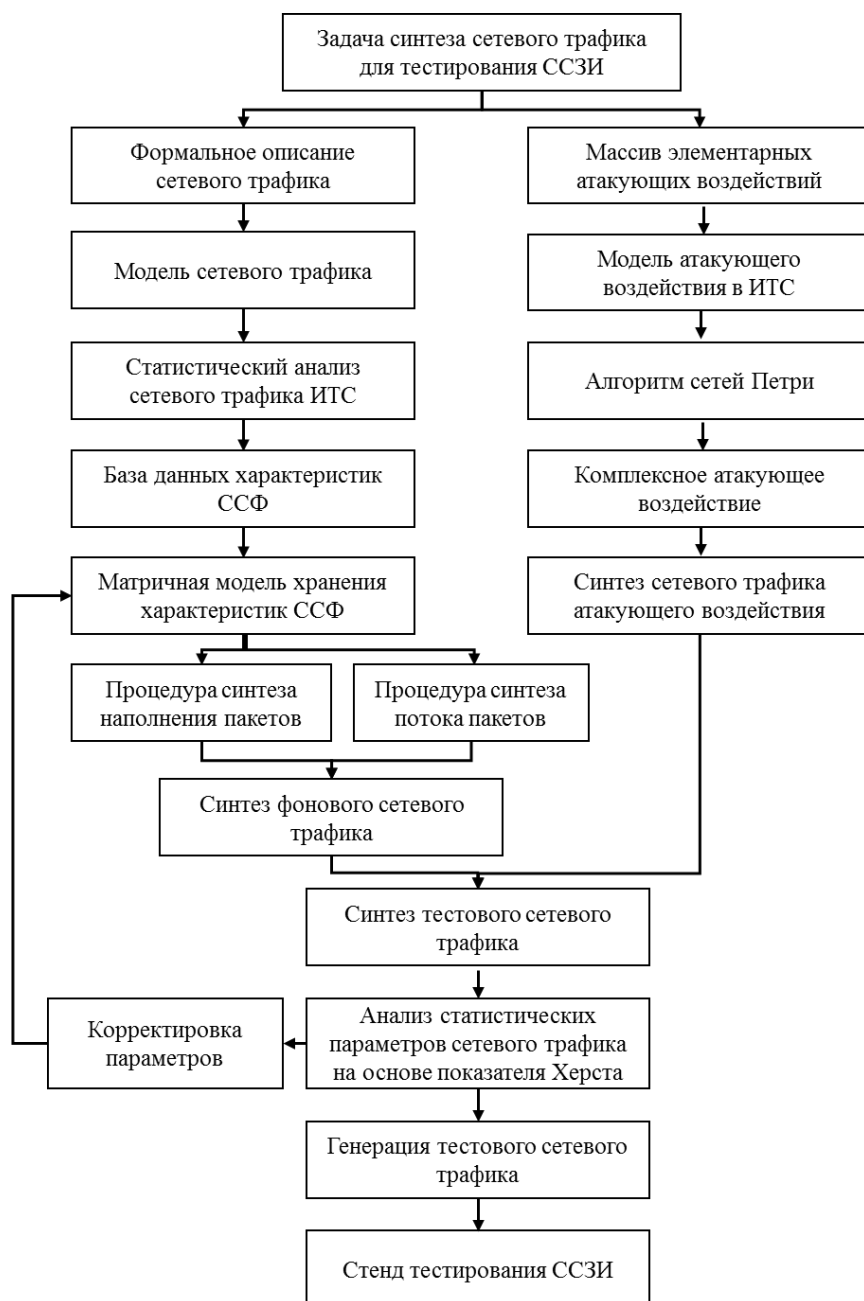 Задача синтеза сетевого трафика
для тестирования ССЗИ
Формальное описание
сетевого трафика
Массив элементарных
атакующих воздействий
Модель сетевого трафика
Модель атакующего
воздействия в ИТС
Статистический анализ
сетевого трафика ИТС
Алгоритм сетей Петри
База данных характеристик
ССФ
Комплексное атакующее
воздействие
Матричная модель хранения
характеристик ССФ
Синтез сетевого трафика
атакующего воздействия
Процедура синтеза
наполнения пакетов
Процедура синтеза
потока пакетов
Синтез фонового сетевого
трафика
Синтез тестового сетевого
трафика
Корректировка
параметров
Анализ статистических
параметров сетевого трафика
на основе показателя Херста
Генерация тестового сетевого
трафика
Стенд тестирования ССЗИ